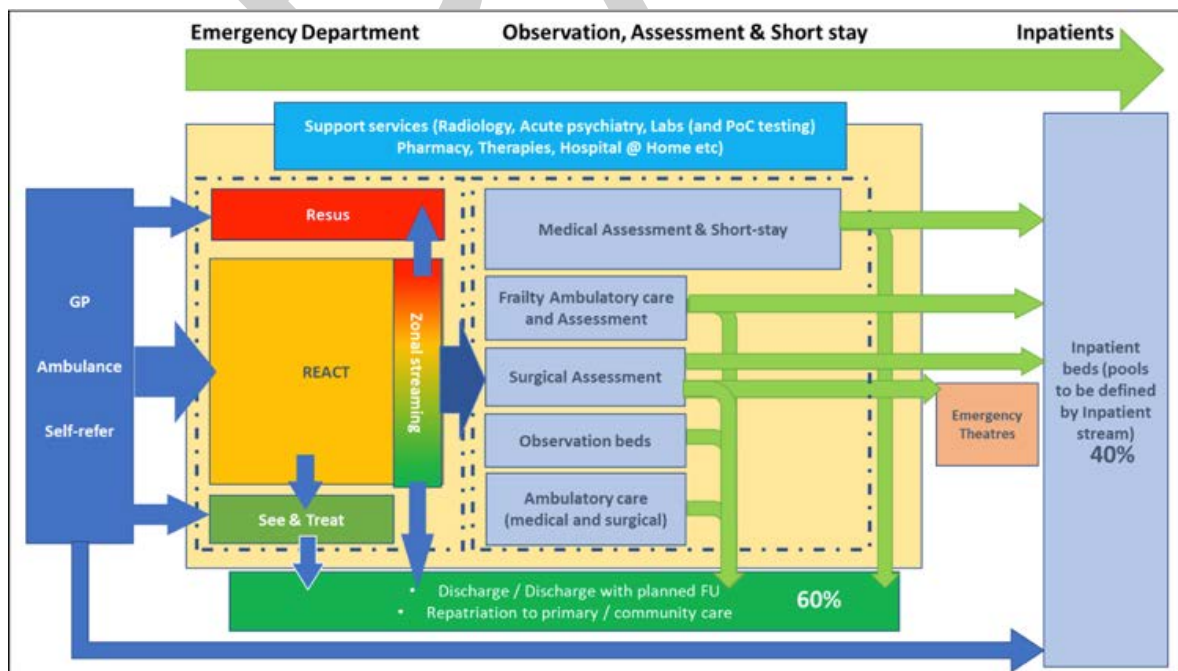 Emergency Department
Observation, Assessment & Short stay
Inpatients
Support services (Radiology, Acute psychiatry, Labs (and PoC testing)
Pharmacy, Therapies, Hospital @ Home etc)
GP
Ambulance
Self-refer
Resus
REACT
Zonal streaming
See & Treat
Medical Assessment & Short-stay
Frailty Ambulatory care
and Assessment
Surgical Assessment
Observation beds
Ambulatory care
(medical and surgical)
Emergency
Theatres
Inpatient
beds (pools
to be defined
by Inpatient
stream)
40%
• Discharge / Discharge with planned FU
• Repatriation to primary / community care
60%